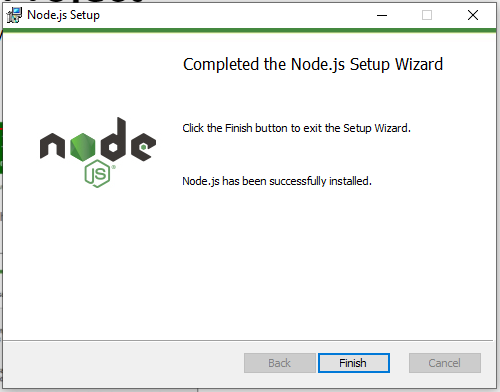 Project
Node.js Setup
Completed the Node.js Setup Wizard
node
JS
Click the Finish button to exit the Setup Wizard.
Node.js has been successfully installed.
Back
Finish
Cancel